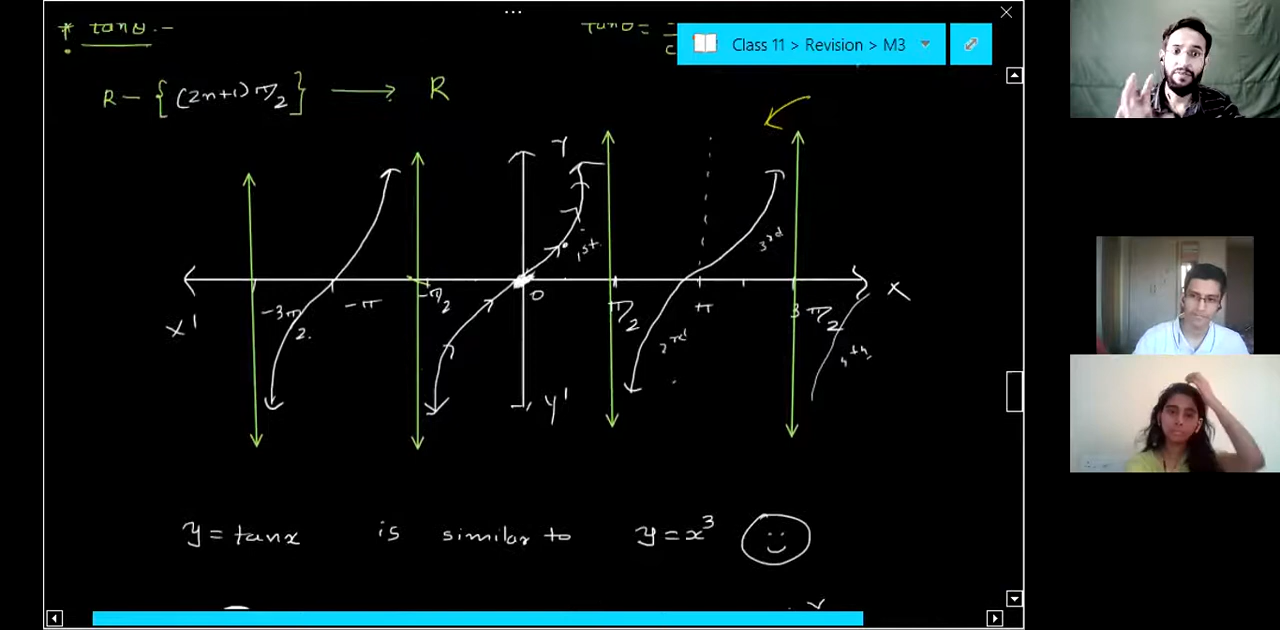 * tanθ :-
tanθ =
Class 11 > Revision > M3
R - { (2n+1) π/2 } ⟶ R
Y
1st
3rd
X'
-3π/2
-π
-π/2
0
π/2
π
3π/2
X
2nd
4th
Y'
y = tanx is similar to y = x³